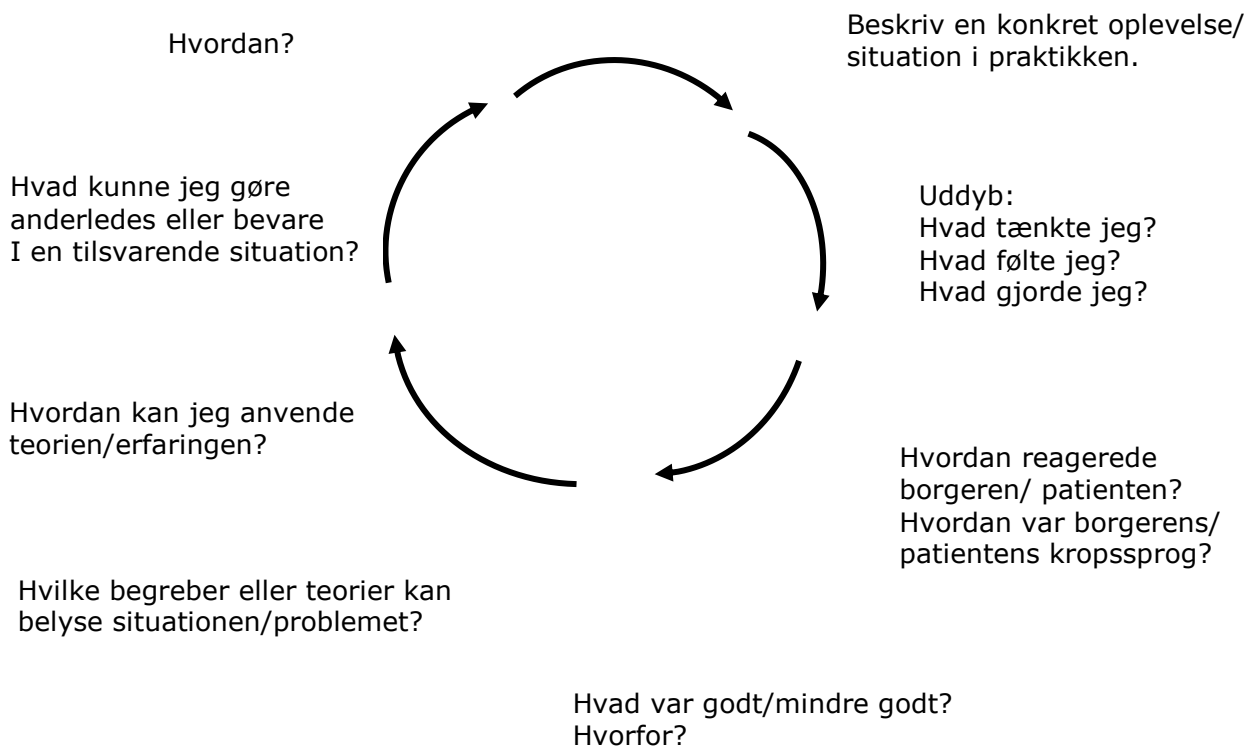 Hvordan?
Beskriv en konkret oplevelse/
situation i praktikken.
Uddyb:
Hvad tænkte jeg?
Hvad følte jeg?
Hvad gjorde jeg?
Hvordan reagerede
borgeren/ patienten?
Hvordan var borgerens/
patientens kropssprog?
Hvad var godt/mindre godt?
Hvorfor?
Hvilke begreber eller teorier kan
belyse situationen/problemet?
Hvordan kan jeg anvende
teorien/erfaringen?
Hvad kunne jeg gøre
anderledes eller bevare
I en tilsvarende situation?